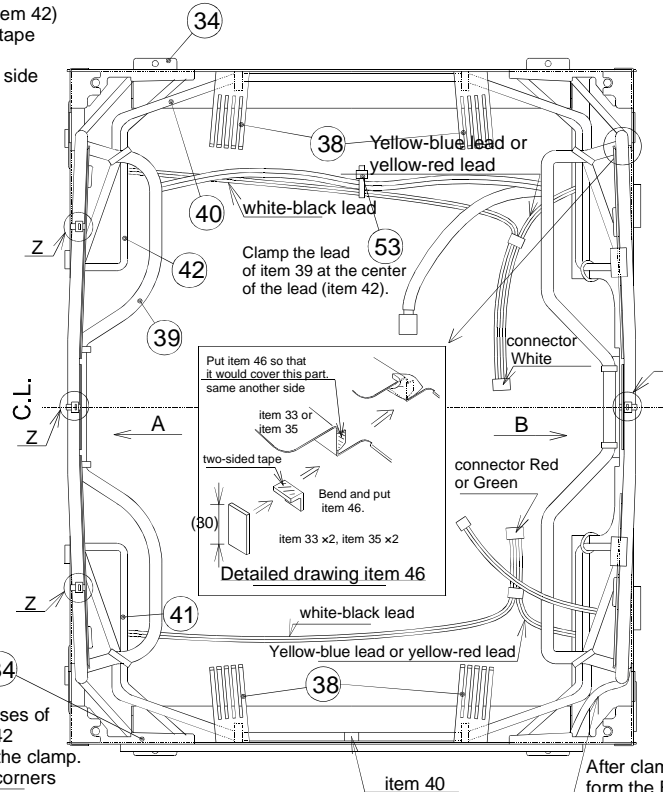 em 42)
tape
side
34
38
Yellow-blue lead or
yellow-red lead
40
white-black lead
53
Z
42
Clamp the lead
of item 39 at the center
of the lead (item 42).
39
connector
White
Put item 46 so that
it would cover this part.
same another side
C.L.
A
B
item 33 or
item 35
Z
two-sided tape
connector Red
or Green
Bend and put
item 46.
(30)
item 33 ×2, item 35 ×2
Detailed drawing item 46
Z
41
white-black lead
Yellow-blue lead or yellow-red lead
34
38
ses of
42
the clamp.
corners
item 40
After clam
form the